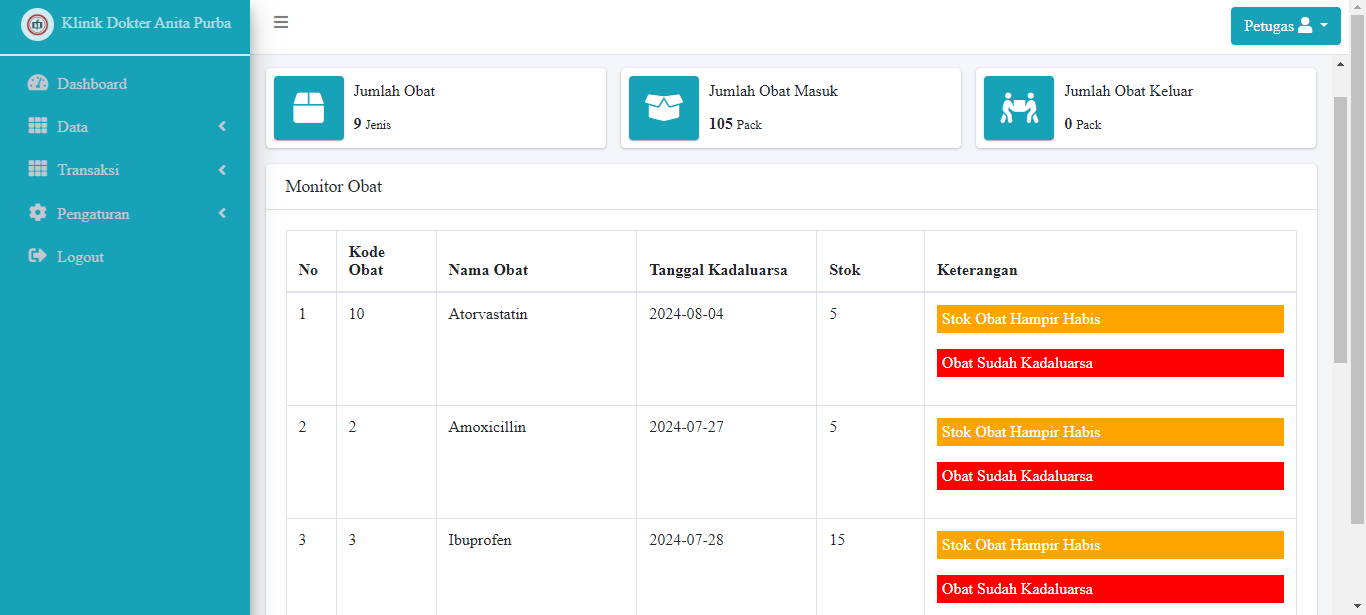 Klinik Dokter Anita Purba
Petugas
Dashboard
Data
Transaksi
Pengaturan
Logout
Jumlah Obat
9 Jenis
Jumlah Obat Masuk
105 Pack
Jumlah Obat Keluar
0 Pack
Monitor Obat
No Kode Obat Nama Obat Tanggal Kadaluarsa Stok Keterangan
1 10 Atorvastatin 2024-08-04 5 Stok Obat Hampir Habis
Obat Sudah Kadaluarsa
2 2 Amoxicillin 2024-07-27 5 Stok Obat Hampir Habis
Obat Sudah Kadaluarsa
3 3 Ibuprofen 2024-07-28 15 Stok Obat Hampir Habis
Obat Sudah Kadaluarsa